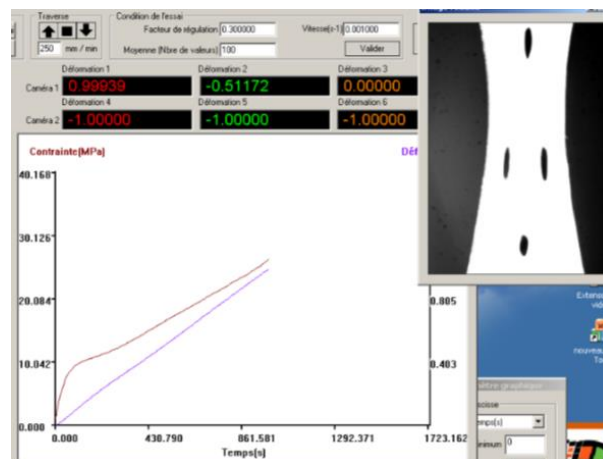 Traverse
Condition de l'essai
Facteur de régulation 0.300000
Vitesse(s-1) 0.001000
250 mm / min
Moyenne (Nbre de valeurs) 100
Valider
Déformation 1
Déformation 2
Déformation 3
Caméra 1
0.99939
-0.51172
0.00000
Déformation 4
Déformation 5
Déformation 6
Caméra 2
-1.00000
-1.00000
-1.00000
Contrainte(MPa)
40.168
30.126
20.084
0.805
10.042
0.403
0.000
0.000
430.790
861.581
1292.371
1723.162
Temps(s)
nouveau
0